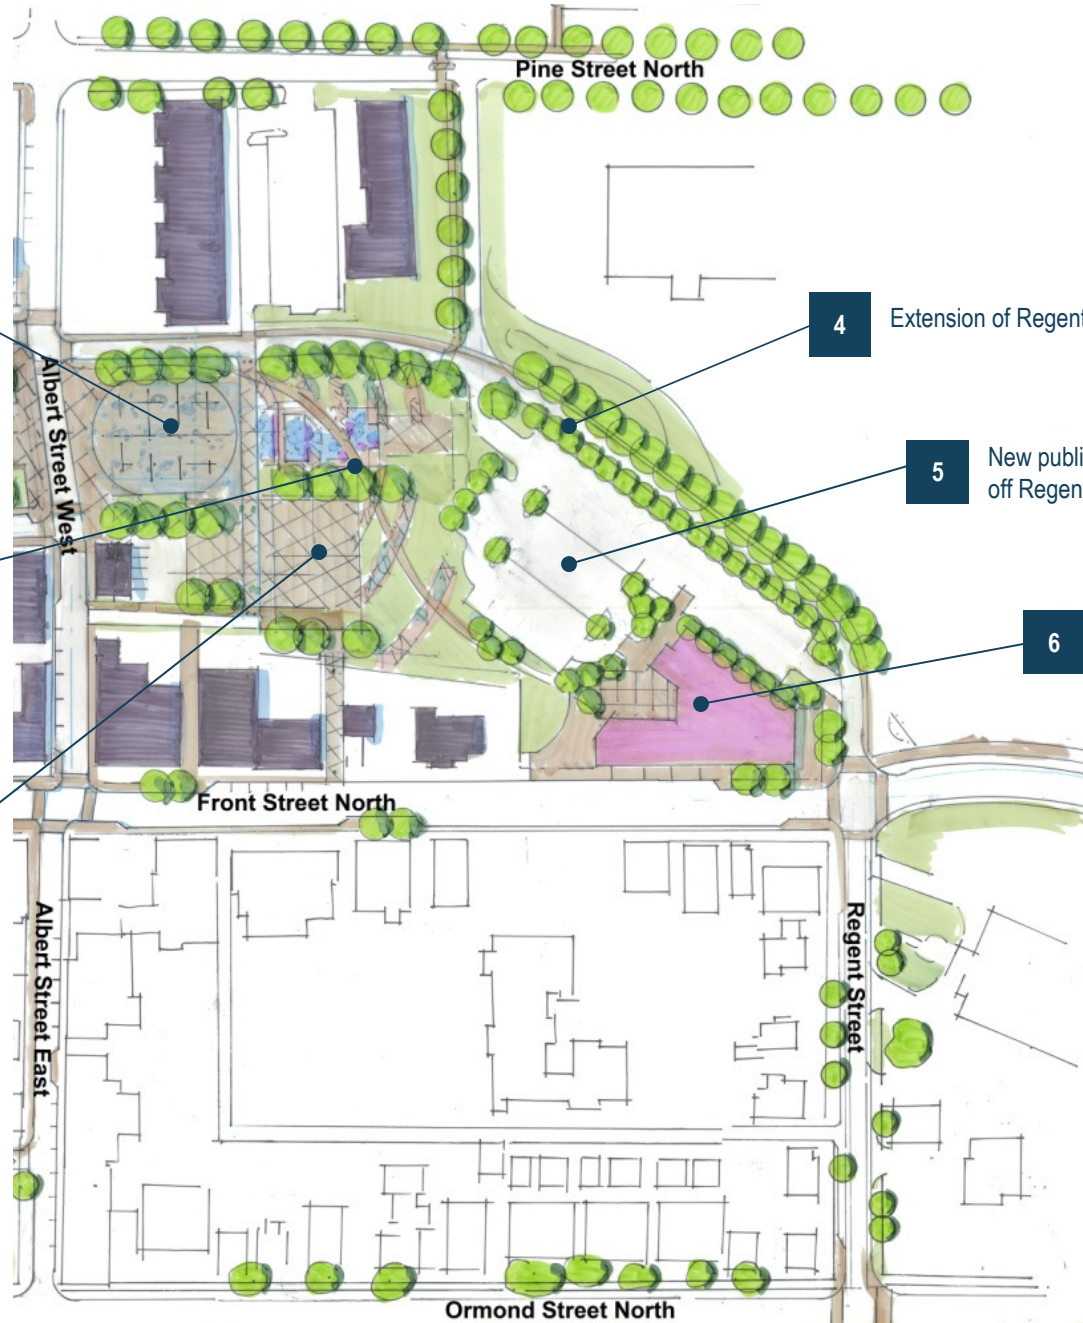 Pine Street North
4
Extension of Regent
5
New publi
off Regen
Albert Street West
6
Front Street North
Albert Street East
Regent Street
Ormond Street North